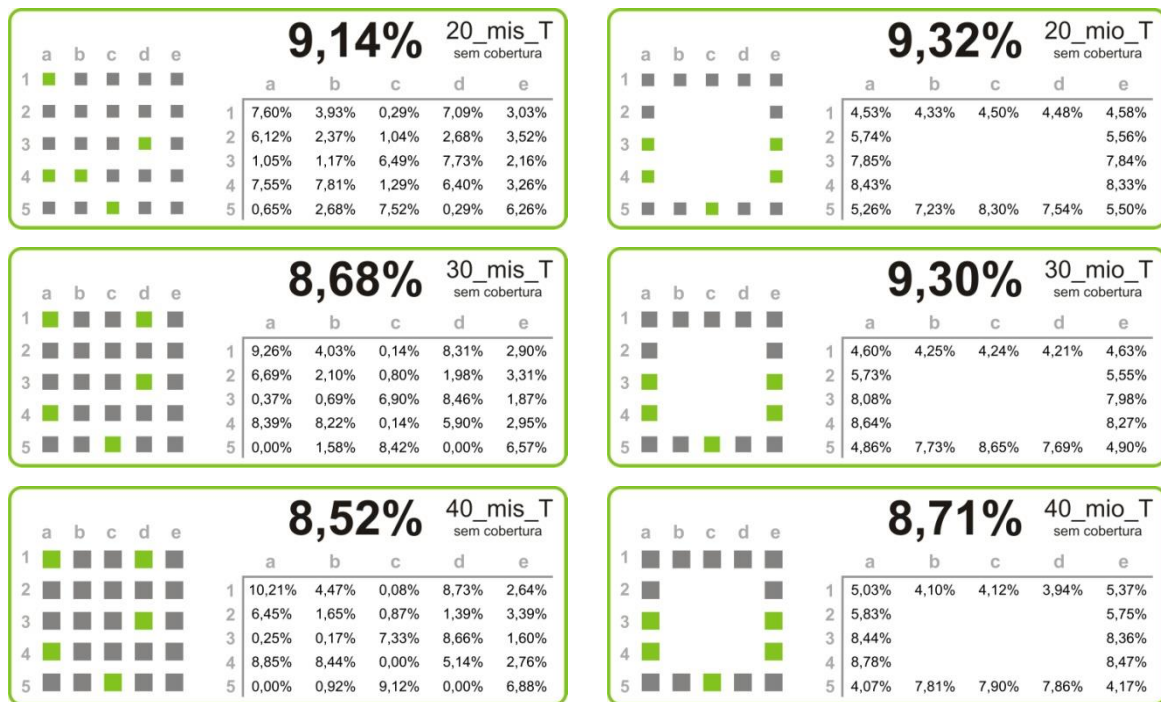 9,14% 20_mis_T
sem cobertura
a b c d e
1
2
3
4
5
a b c d e
1 7,60% 3,93% 0,29% 7,09% 3,03%
2 6,12% 2,37% 1,04% 2,68% 3,52%
3 1,05% 1,17% 6,49% 7,73% 2,16%
4 7,55% 7,81% 1,29% 6,40% 3,26%
5 0,65% 2,68% 7,52% 0,29% 6,26%
9,32% 20_mio_T
sem cobertura
a b c d e
1
2
3
4
5
a b c d e
1 4,53% 4,33% 4,50% 4,48% 4,58%
2 5,74% 5,56%
3 7,85% 7,84%
4 8,43% 8,33%
5 5,26% 7,23% 8,30% 7,54% 5,50%
8,68% 30_mis_T
sem cobertura
a b c d e
1
2
3
4
5
a b c d e
1 9,26% 4,03% 0,14% 8,31% 2,90%
2 6,69% 2,10% 0,80% 1,98% 3,31%
3 0,37% 0,69% 6,90% 8,46% 1,87%
4 8,39% 8,22% 0,14% 5,90% 2,95%
5 0,00% 1,58% 8,42% 0,00% 6,57%
9,30% 30_mio_T
sem cobertura
a b c d e
1
2
3
4
5
a b c d e
1 4,60% 4,25% 4,24% 4,21% 4,63%
2 5,73% 5,55%
3 8,08% 7,98%
4 8,64% 8,27%
5 4,86% 7,73% 8,65% 7,69% 4,90%
8,52% 40_mis_T
sem cobertura
a b c d e
1
2
3
4
5
a b c d e
1 10,21% 4,47% 0,08% 8,73% 2,64%
2 6,45% 1,65% 0,87% 1,39% 3,39%
3 0,25% 0,17% 7,33% 8,66% 1,60%
4 8,85% 8,44% 0,00% 5,14% 2,76%
5 0,00% 0,92% 9,12% 0,00% 6,88%
8,71% 40_mio_T
sem cobertura
a b c d e
1
2
3
4
5
a b c d e
1 5,03% 4,10% 4,12% 3,94% 5,37%
2 5,83% 5,75%
3 8,44% 8,36%
4 8,78% 8,47%
5 4,07% 7,81% 7,90% 7,86% 4,17%